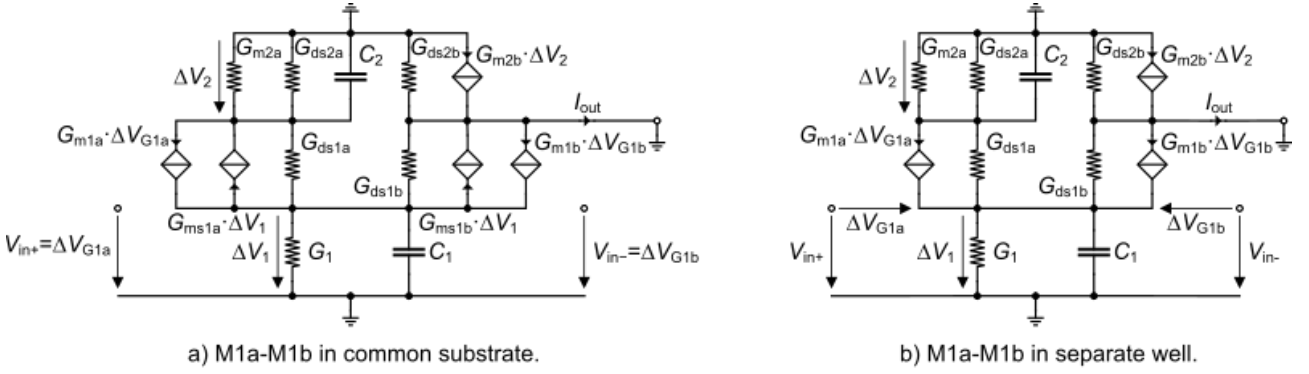 G_m2a G_ds2a C_2 G_ds2b G_m2b·ΔV_2
ΔV_2
I_out
G_m1a·ΔV_G1a G_ds1a G_m1b·ΔV_G1b
G_ds1b
G_ms1a·ΔV_1 G_ms1b·ΔV_1
V_in+=ΔV_G1a ΔV_1 G_1 C_1 V_in−=ΔV_G1b
a) M1a-M1b in common substrate.
G_m2a G_ds2a C_2 G_ds2b G_m2b·ΔV_2
ΔV_2
I_out
G_m1a·ΔV_G1a G_ds1a G_m1b·ΔV_G1b
G_ds1b
ΔV_G1a ΔV_G1b
V_in+ ΔV_1 G_1 C_1 V_in-
b) M1a-M1b in separate well.